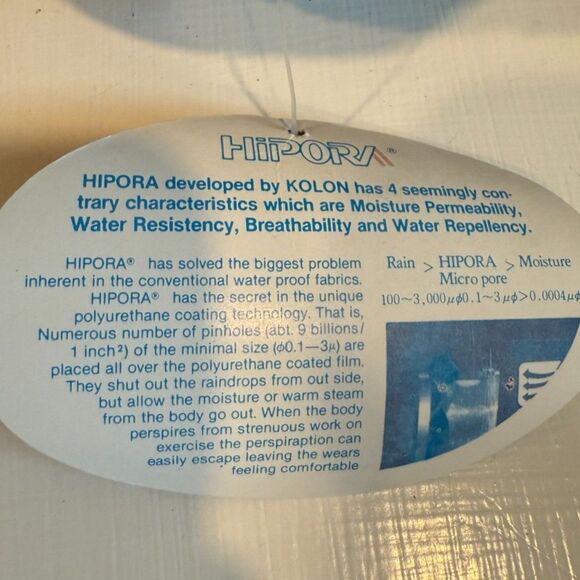 HIPORA®
HIPORA developed by KOLON has 4 seemingly con-
trary characteristics which are Moisture Permeability,
Water Resistency, Breathability and Water Repellency.
HIPORA® has solved the biggest problem
inherent in the conventional water proof fabrics.
HIPORA® has the secret in the unique
polyurethane coating technology. That is,
Numerous number of pinholes (abt. 9 billions/
1 inch²) of the minimal size (ϕ0.1—3μ) are
placed all over the polyurethane coated film.
They shut out the raindrops from out side,
but allow the moisture or warm steam
from the body go out. When the body
perspires from strenuous work on
exercise the perspiraption can
easily escape leaving the wears
feeling comfortable
Rain > HIPORA > Moisture
Micro pore
100~3,000μϕ0.1~3μϕ>0.0004μϕ